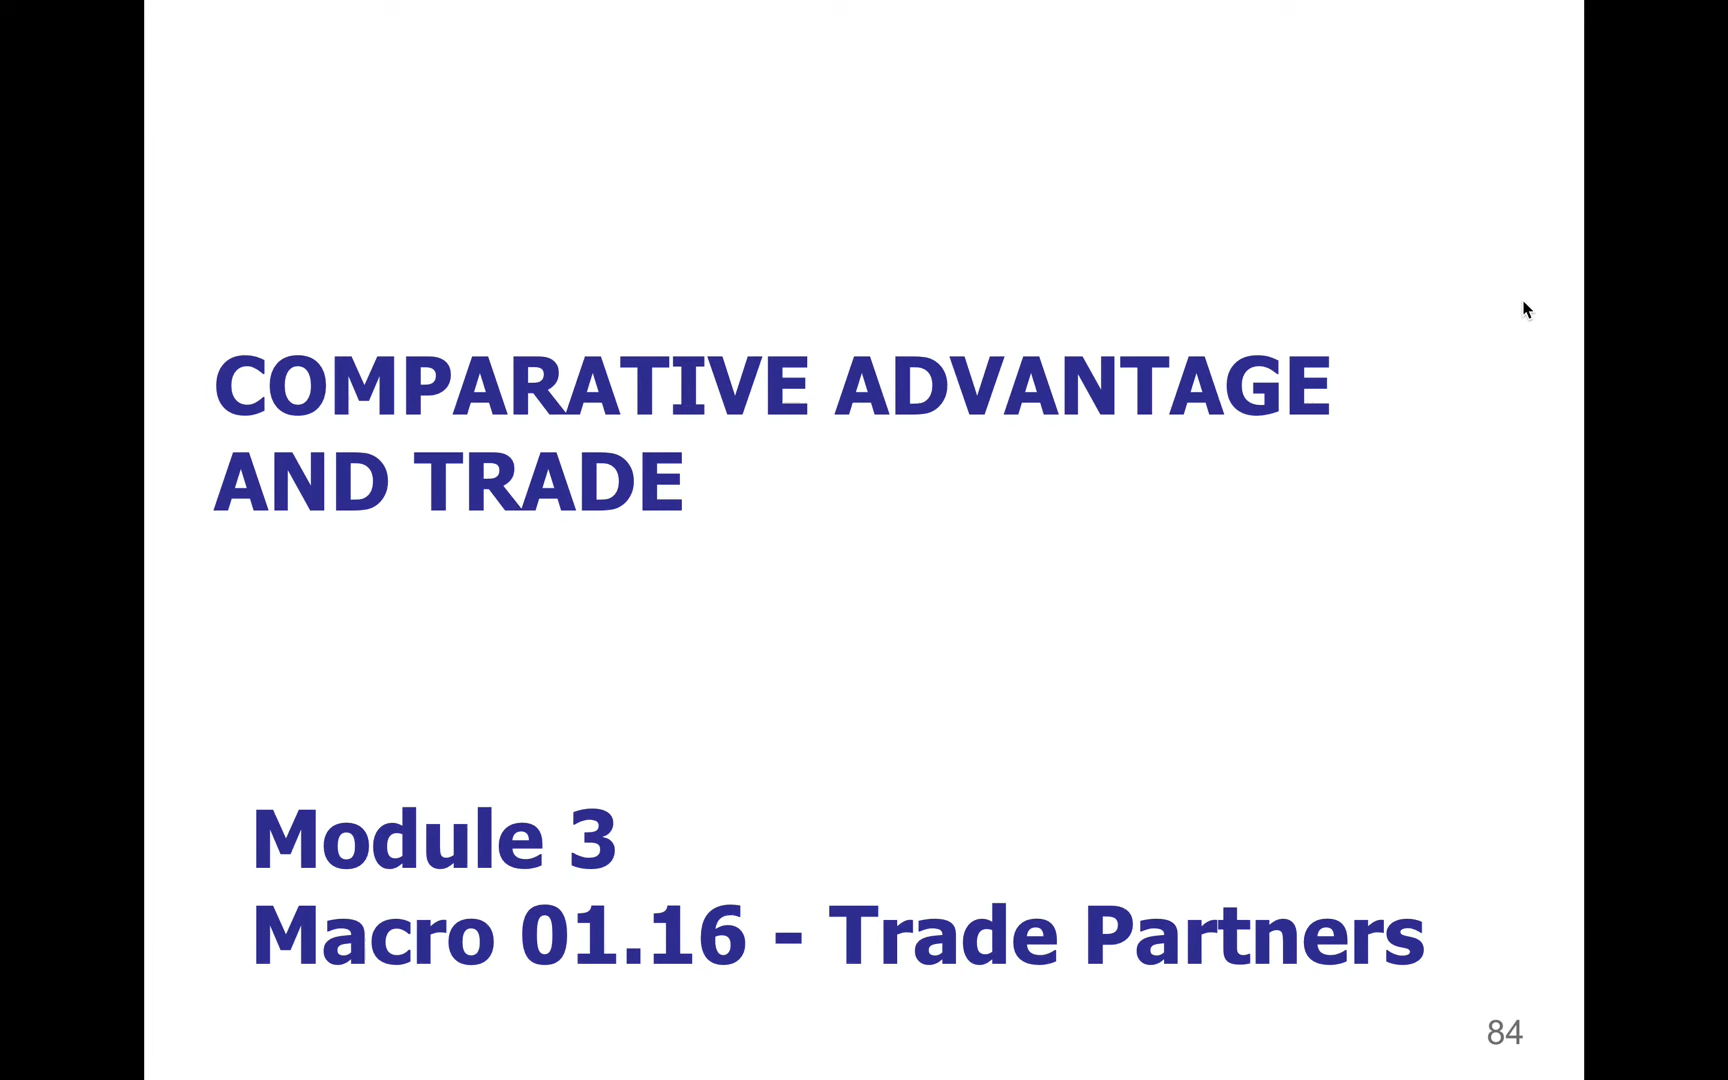 COMPARATIVE ADVANTAGE
AND TRADE
Module 3
Macro 01.16 - Trade Partners
84